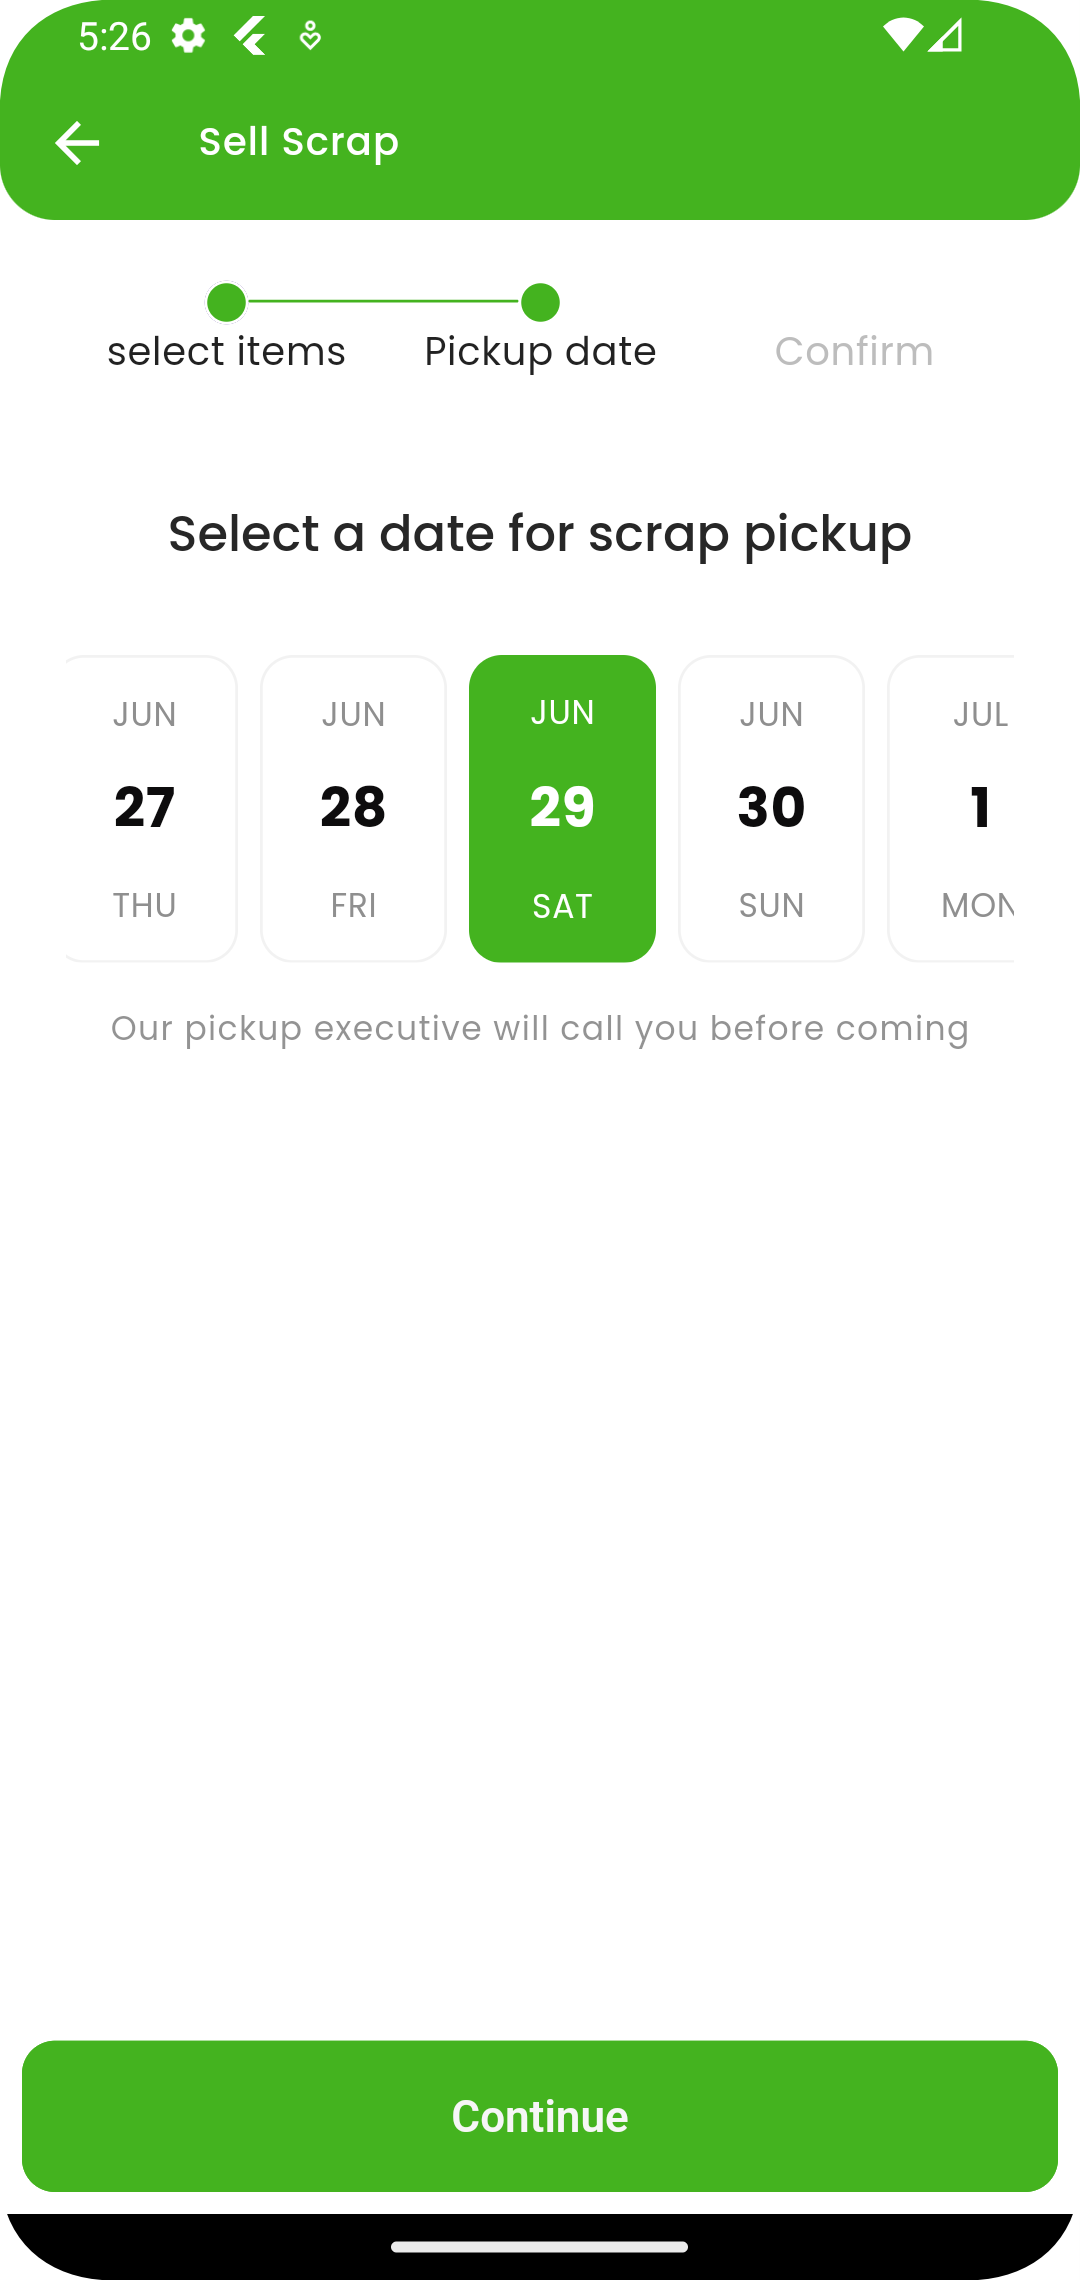 5:26
Sell Scrap
select items Pickup date Confirm
Select a date for scrap pickup
JUN JUN JUN JUN JUL
27 28 29 30 1
THU FRI SAT SUN MON
Our pickup executive will call you before coming
Continue